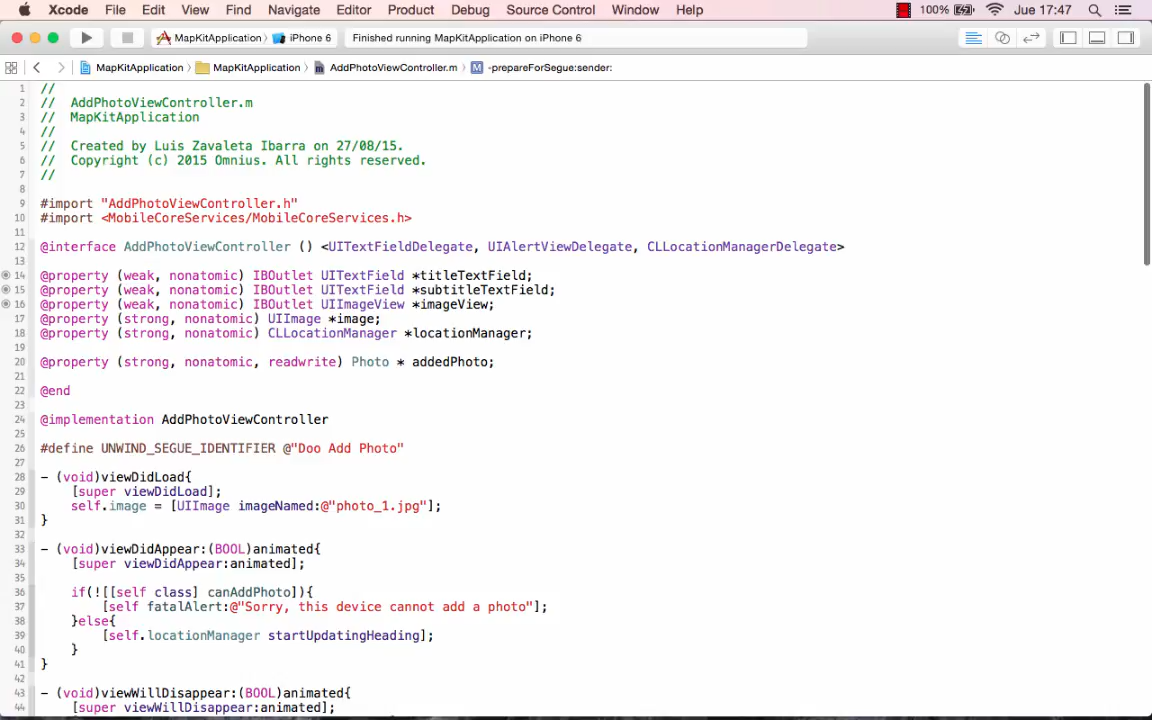 Xcode File Edit View Find Navigate Editor Product Debug Source Control Window Help 100% Jue 17:47
MapKitApplication iPhone 6 Finished running MapKitApplication on iPhone 6
MapKitApplication MapKitApplication AddPhotoViewController.m M -prepareForSegue:sender:
1 //
2 //  AddPhotoViewController.m
3 //  MapKitApplication
4 //
5 //  Created by Luis Zavaleta Ibarra on 27/08/15.
6 //  Copyright (c) 2015 Omnius. All rights reserved.
7 //
8
9 #import "AddPhotoViewController.h"
10 #import <MobileCoreServices/MobileCoreServices.h>
11
12 @interface AddPhotoViewController () <UITextFieldDelegate, UIAlertViewDelegate, CLLocationManagerDelegate>
13
14 @property (weak, nonatomic) IBOutlet UITextField *titleTextField;
15 @property (weak, nonatomic) IBOutlet UITextField *subtitleTextField;
16 @property (weak, nonatomic) IBOutlet UIImageView *imageView;
17 @property (strong, nonatomic) UIImage *image;
18 @property (strong, nonatomic) CLLocationManager *locationManager;
19
20 @property (strong, nonatomic, readwrite) Photo * addedPhoto;
21
22 @end
23
24 @implementation AddPhotoViewController
25
26 #define UNWIND_SEGUE_IDENTIFIER @"Doo Add Photo"
27
28 - (void)viewDidLoad{
29     [super viewDidLoad];
30     self.image = [UIImage imageNamed:@"photo_1.jpg"];
31 }
32
33 - (void)viewDidAppear:(BOOL)animated{
34     [super viewDidAppear:animated];
35
36     if(![[self class] canAddPhoto]){
37         [self fatalAlert:@"Sorry, this device cannot add a photo"];
38     }else{
39         [self.locationManager startUpdatingHeading];
40     }
41 }
42
43 - (void)viewWillDisappear:(BOOL)animated{
44     [super viewWillDisappear:animated];